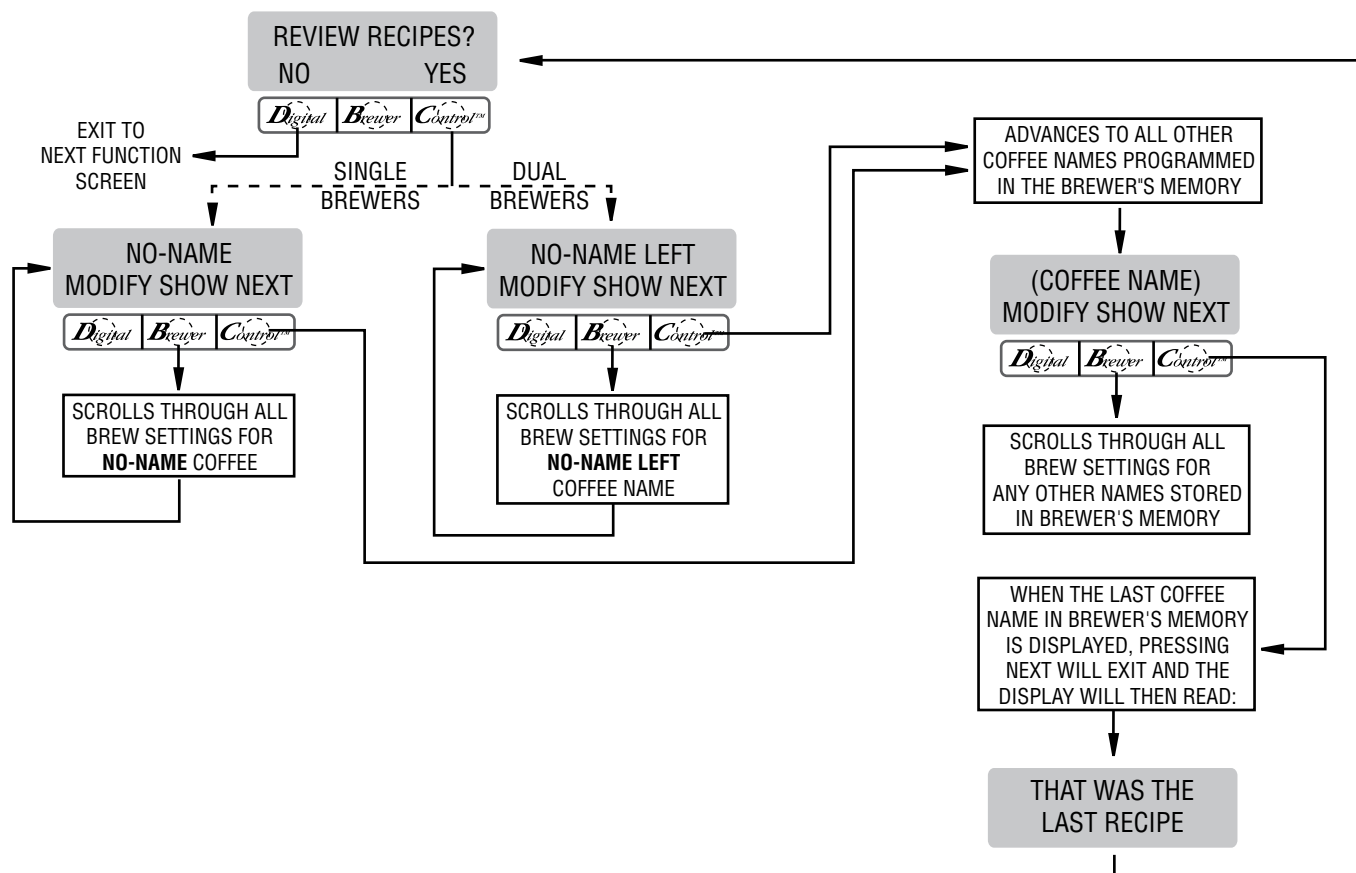 REVIEW RECIPES?
NO YES
Digital Brewer Control™
EXIT TO
NEXT FUNCTION
SCREEN
SINGLE
BREWERS
DUAL
BREWERS
NO-NAME
MODIFY SHOW NEXT
Digital Brewer Control™
SCROLLS THROUGH ALL
BREW SETTINGS FOR
NO-NAME COFFEE
NO-NAME LEFT
MODIFY SHOW NEXT
Digital Brewer Control™
SCROLLS THROUGH ALL
BREW SETTINGS FOR
NO-NAME LEFT
COFFEE NAME
ADVANCES TO ALL OTHER
COFFEE NAMES PROGRAMMED
IN THE BREWER"S MEMORY
(COFFEE NAME)
MODIFY SHOW NEXT
Digital Brewer Control™
SCROLLS THROUGH ALL
BREW SETTINGS FOR
ANY OTHER NAMES STORED
IN BREWER'S MEMORY
WHEN THE LAST COFFEE
NAME IN BREWER'S MEMORY
IS DISPLAYED, PRESSING
NEXT WILL EXIT AND THE
DISPLAY WILL THEN READ:
THAT WAS THE
LAST RECIPE